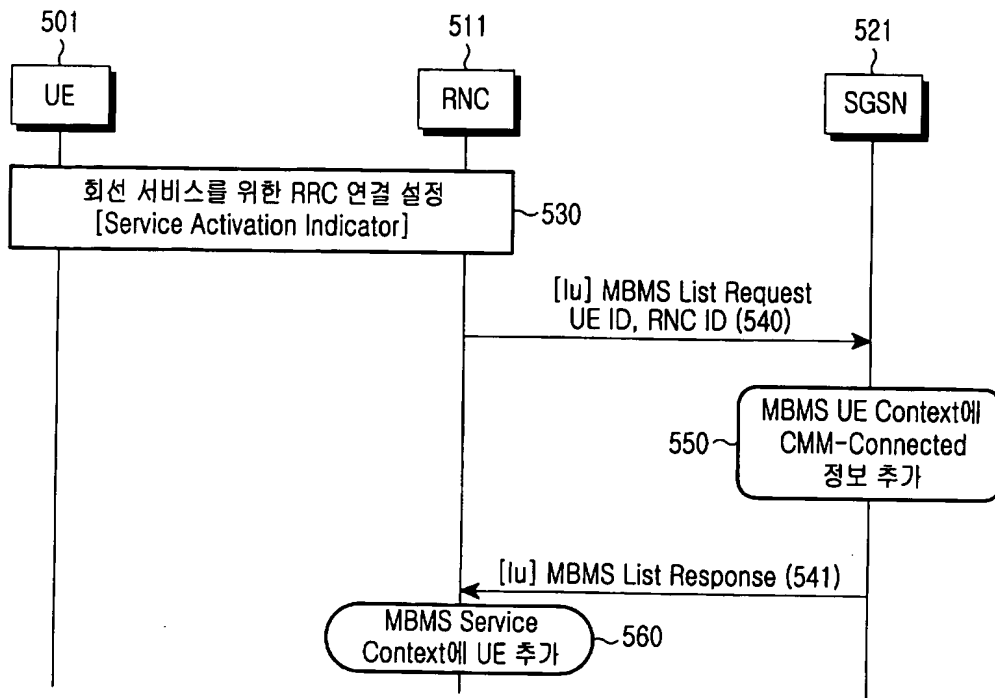 501
511
521
UE
RNC
SGSN
회선 서비스를 위한 RRC 연결 설정
[Service Activation Indicator]
530
[Iu] MBMS List Request
UE ID, RNC ID (540)
MBMS UE Context에
CMM-Connected
정보 추가
550
[Iu] MBMS List Response (541)
MBMS Service
Context에 UE 추가
560